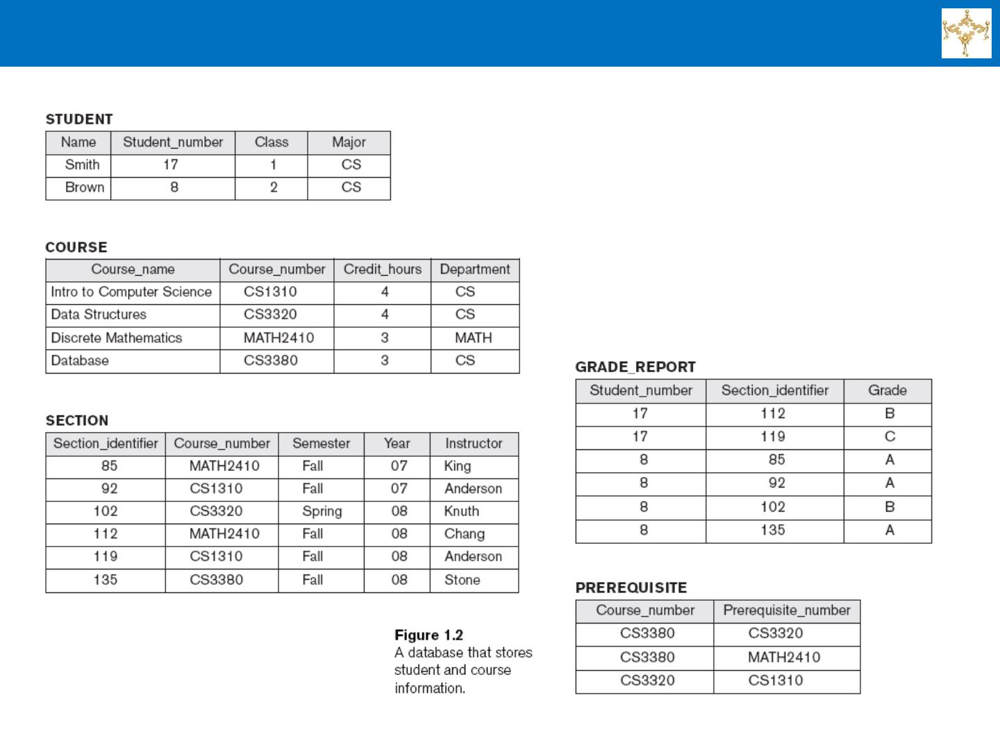 STUDENT
Name Student_number Class Major
Smith 17 1 CS
Brown 8 2 CS
COURSE
Course_name Course_number Credit_hours Department
Intro to Computer Science CS1310 4 CS
Data Structures CS3320 4 CS
Discrete Mathematics MATH2410 3 MATH
Database CS3380 3 CS
SECTION
Section_identifier Course_number Semester Year Instructor
85 MATH2410 Fall 07 King
92 CS1310 Fall 07 Anderson
102 CS3320 Spring 08 Knuth
112 MATH2410 Fall 08 Chang
119 CS1310 Fall 08 Anderson
135 CS3380 Fall 08 Stone
GRADE_REPORT
Student_number Section_identifier Grade
17 112 B
17 119 C
8 85 A
8 92 A
8 102 B
8 135 A
PREREQUISITE
Course_number Prerequisite_number
CS3380 CS3320
CS3380 MATH2410
CS3320 CS1310
Figure 1.2
A database that stores
student and course
information.